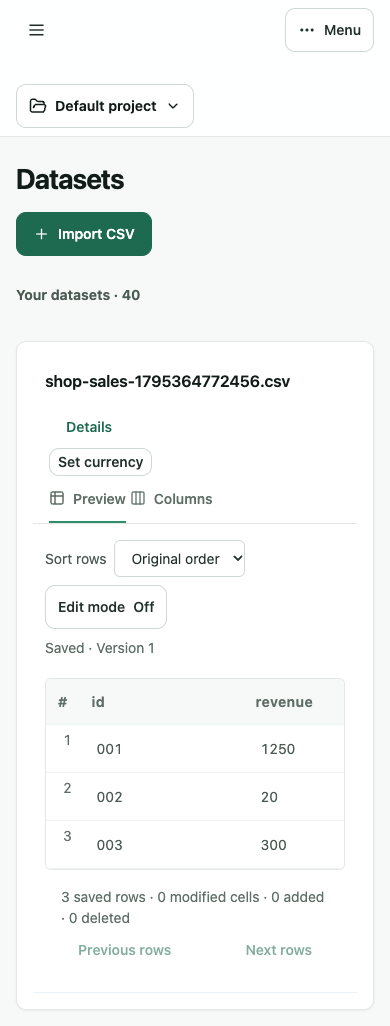 Menu
Default project
Datasets
Import CSV
Your datasets · 40
shop-sales-1795364772456.csv
Details
Set currency
Preview Columns
Sort rows Original order
Edit mode Off
Saved · Version 1
# id revenue
1 001 1250
2 002 20
3 003 300
3 saved rows · 0 modified cells · 0 added
· 0 deleted
Previous rows Next rows